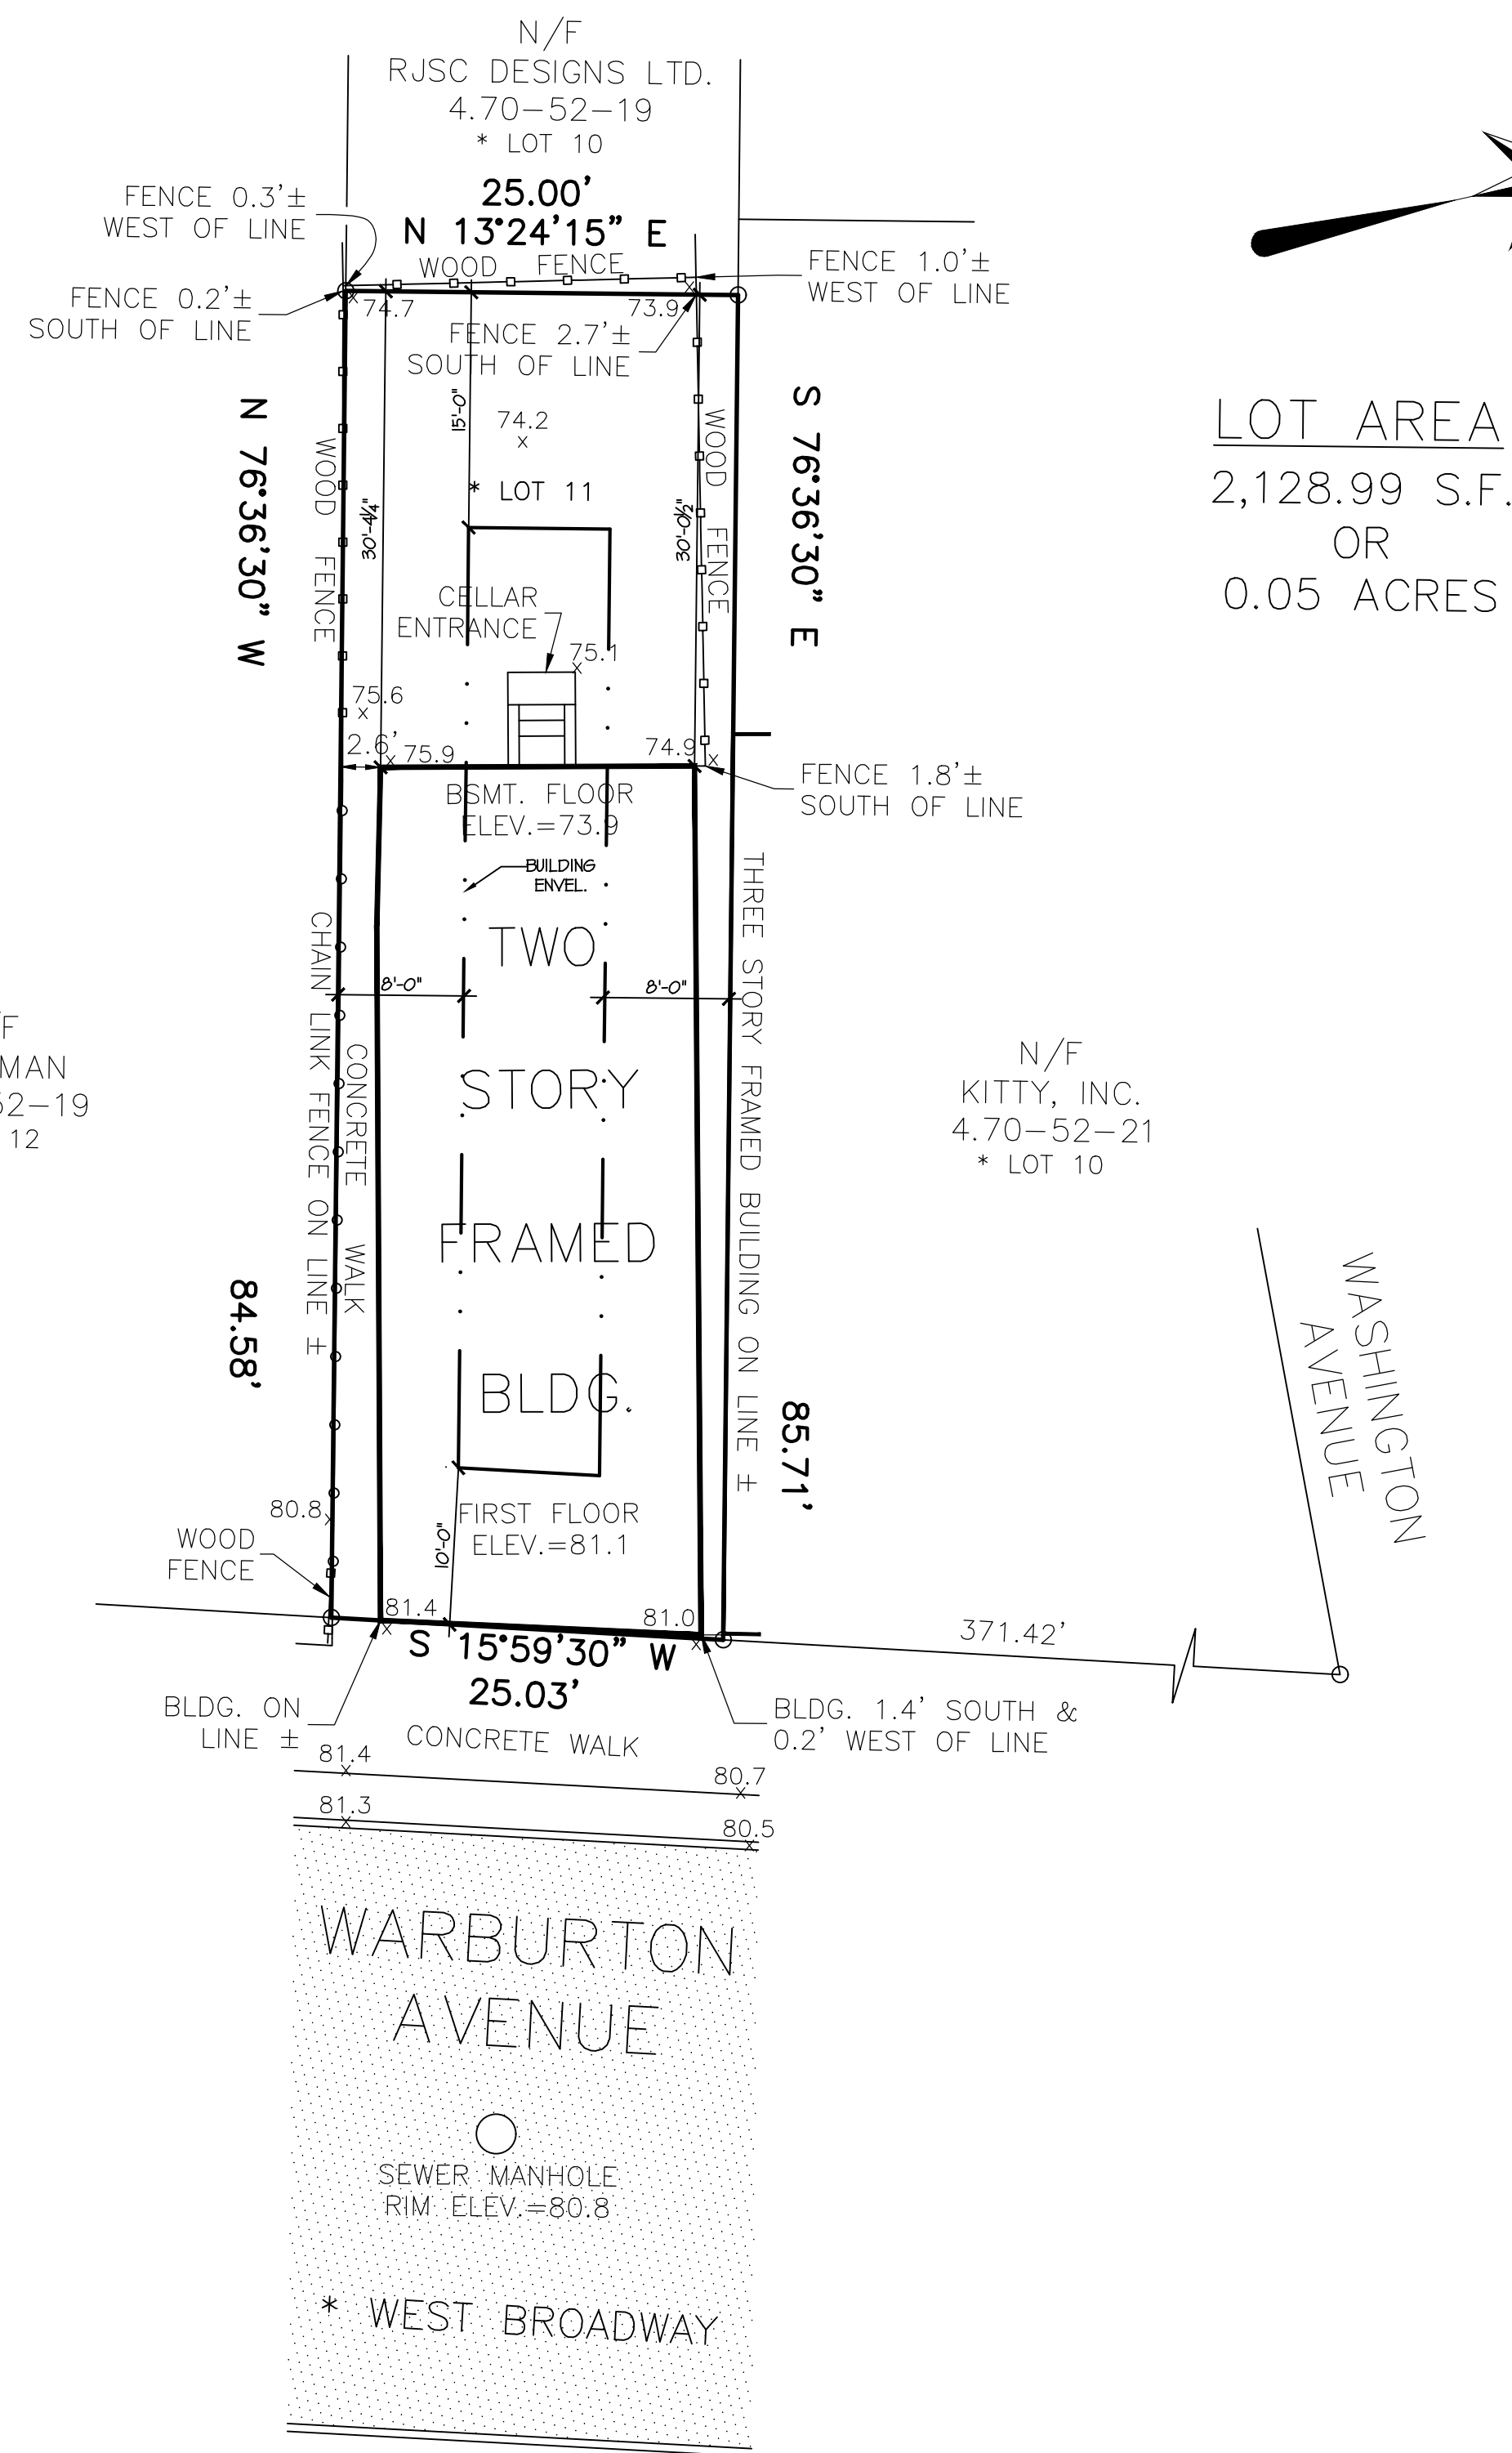 N/F
RJSC DESIGNS LTD.
4.70-52-19
* LOT 10
25.00'
N 13°24'15" E
FENCE 0.3'±
WEST OF LINE
WOOD FENCE
FENCE 1.0'±
WEST OF LINE
FENCE 0.2'±
SOUTH OF LINE
74.7
73.9
FENCE 2.7'±
SOUTH OF LINE
N 76°36'30" W
WOOD FENCE
30'-4¼"
15'-0"
74.2
* LOT 11
30'-0½"
WOOD FENCE
S 76°36'30" E
LOT AREA
2,128.99 S.F.
OR
0.05 ACRES
CELLAR
ENTRANCE
75.1
75.6
2.6'
75.9
74.9
BSMT. FLOOR
ELEV.=73.9
FENCE 1.8'±
SOUTH OF LINE
BUILDING
ENVEL.
TWO
STORY
FRAMED
BLDG.
8'-0"
8'-0"
CHAIN LINK FENCE ON LINE ±
CONCRETE WALK
THREE STORY FRAMED BUILDING ON LINE ±
MAN
52-19
12
N/F
KITTY, INC.
4.70-52-21
* LOT 10
84.58'
85.71'
WASHINGTON
AVENUE
80.8
WOOD
FENCE
10'-0"
FIRST FLOOR
ELEV.=81.1
81.4
81.0
S 15°59'30" W
25.03'
371.42'
BLDG. ON
LINE ±
BLDG. 1.4' SOUTH &
0.2' WEST OF LINE
CONCRETE WALK
81.4
80.7
81.3
80.5
WARBURTON
AVENUE
SEWER MANHOLE
RIM ELEV.=80.8
* WEST BROADWAY